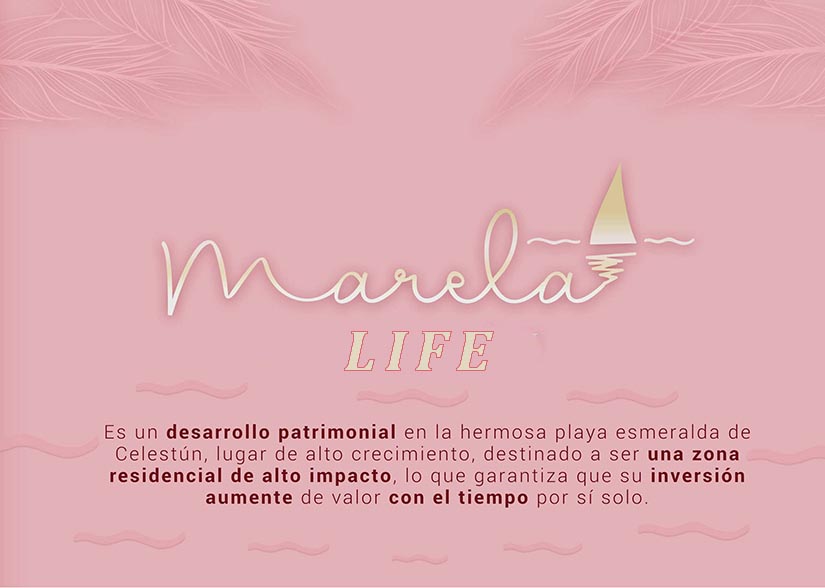 Marela
LIFE
Es un desarrollo patrimonial en la hermosa playa esmeralda de
Celestún, lugar de alto crecimiento, destinado a ser una zona
residencial de alto impacto, lo que garantiza que su inversión
aumente de valor con el tiempo por sí solo.